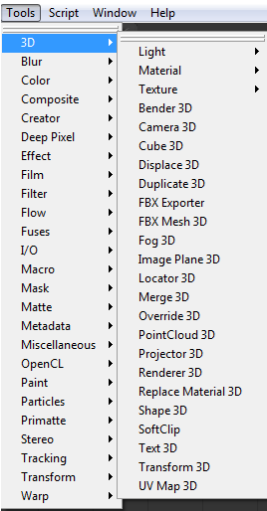 Tools Script Window Help
3D
Blur
Color
Composite
Creator
Deep Pixel
Effect
Film
Filter
Flow
Fuses
I/O
Macro
Mask
Matte
Metadata
Miscellaneous
OpenCL
Paint
Particles
Primatte
Stereo
Tracking
Transform
Warp
Light
Material
Texture
Bender 3D
Camera 3D
Cube 3D
Displace 3D
Duplicate 3D
FBX Exporter
FBX Mesh 3D
Fog 3D
Image Plane 3D
Locator 3D
Merge 3D
Override 3D
PointCloud 3D
Projector 3D
Renderer 3D
Replace Material 3D
Shape 3D
SoftClip
Text 3D
Transform 3D
UV Map 3D